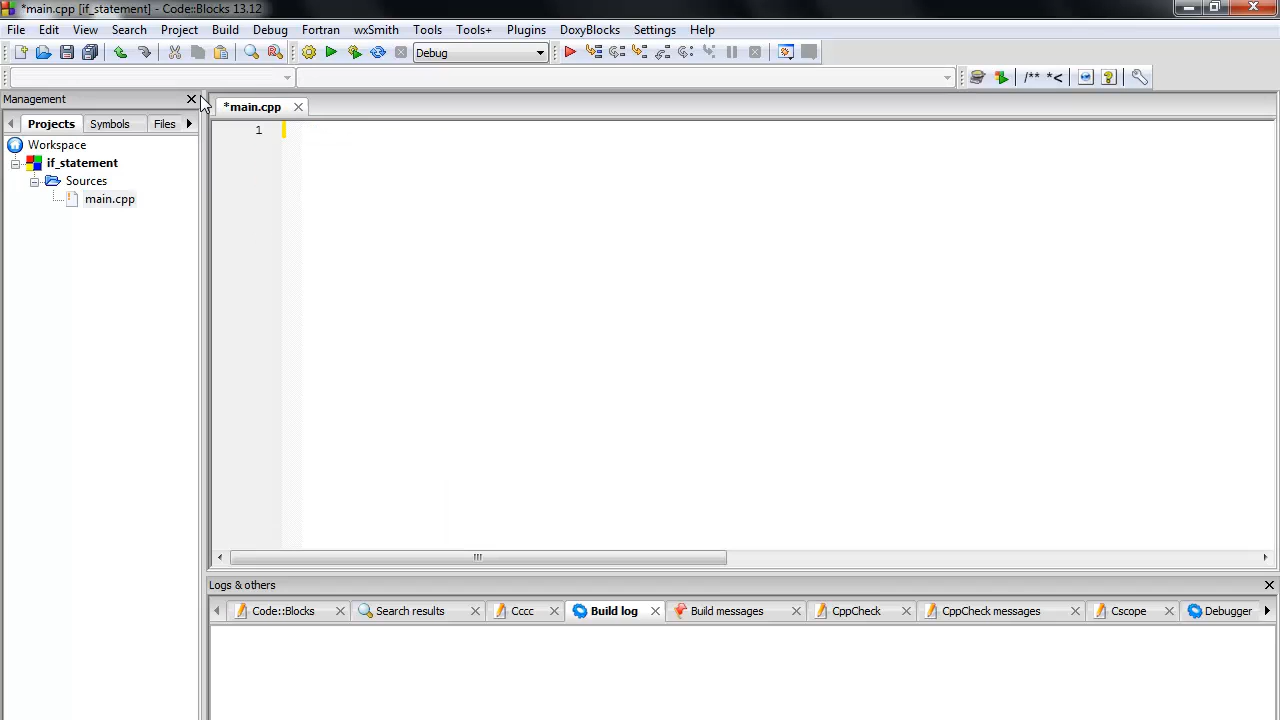 *main.cpp [if_statement] - Code::Blocks 13.12
File Edit View Search Project Build Debug Fortran wxSmith Tools Tools+ Plugins DoxyBlocks Settings Help
Debug
/** *<
Management
*main.cpp
Projects Symbols Files
1
Workspace
if_statement
Sources
main.cpp
Logs & others
Code::Blocks Search results Cccc Build log Build messages CppCheck CppCheck messages Cscope Debugger